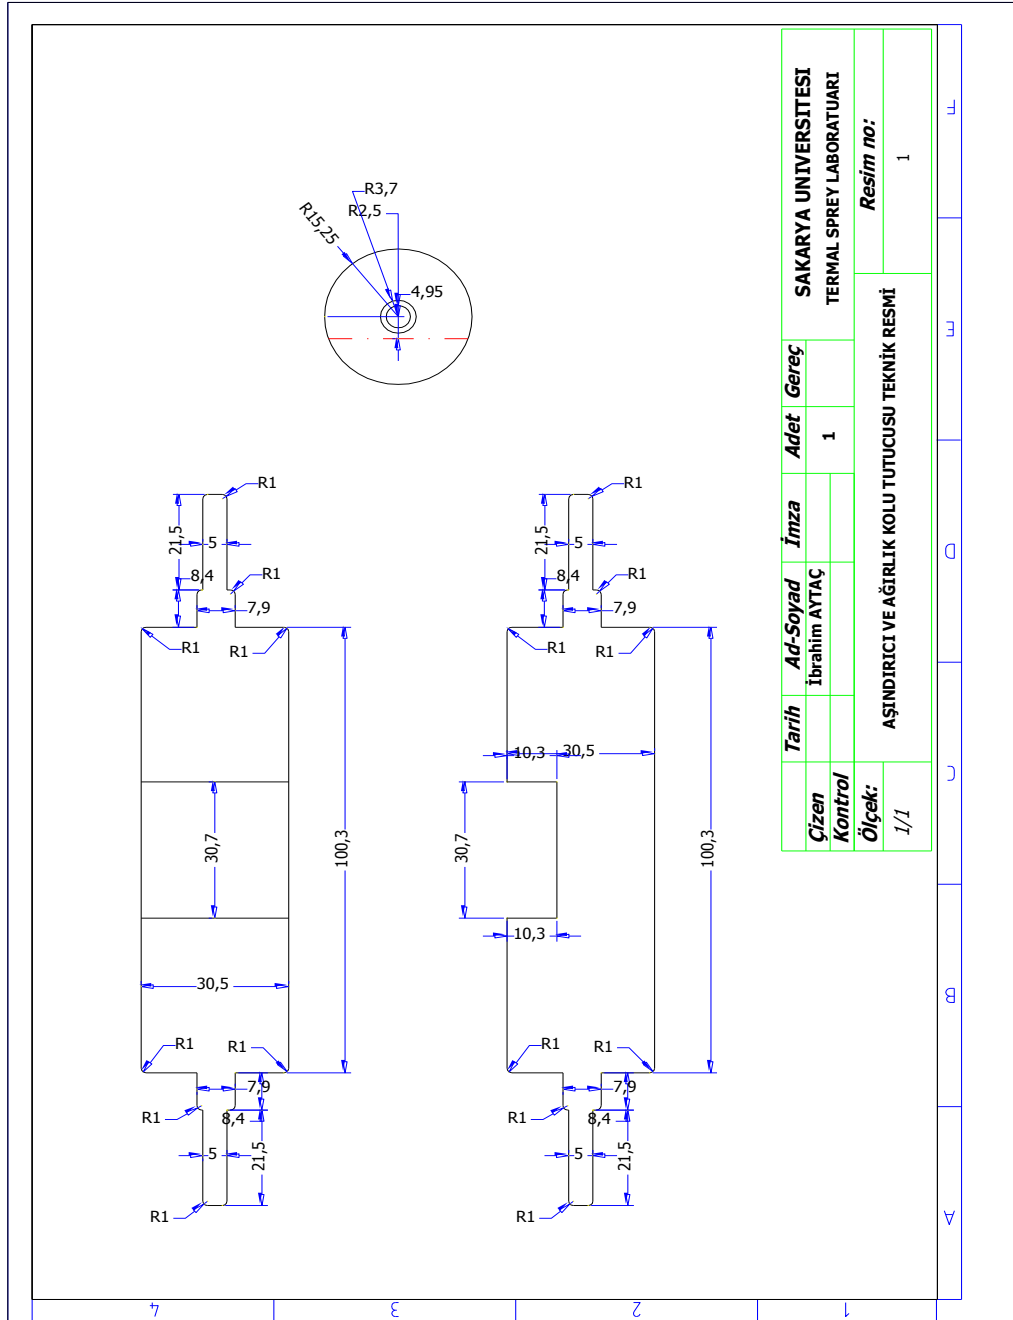 R3,7
R2,5
R15,25
4,95
R1
21,5
5
8,4
R1
7,9
R1
R1
30,7
100,3
30,5
R1
R1
7,9
R1
8,4
5
21,5
R1
R1
21,5
5
8,4
R1
7,9
R1
R1
10,3
30,5
30,7
100,3
10,3
R1
R1
7,9
R1
8,4
5
21,5
R1
Tarih Ad-Soyad İmza Adet Gereç
SAKARYA UNIVERSITESI
TERMAL SPREY LABORATUARI
Çizen İbrahim AYTAÇ 1
Kontrol
Ölçek:
1/1
AŞINDIRICI VE AĞIRLIK KOLU TUTUCUSU TEKNİK RESMİ
Resim no:
1
F
E
D
C
B
A
4 3 2 1